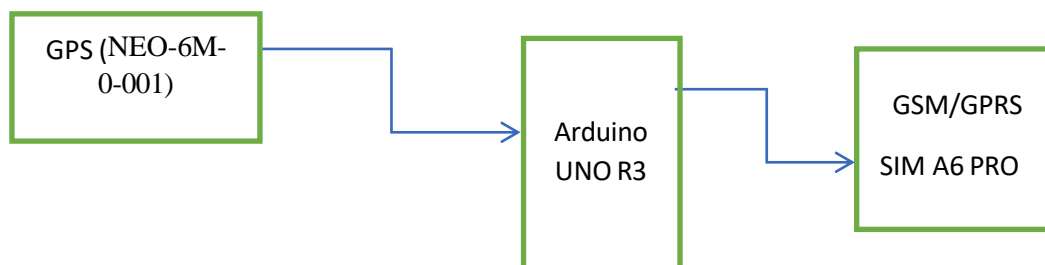 GPS (NEO-6M-
0-001)
Arduino
UNO R3
GSM/GPRS
SIM A6 PRO